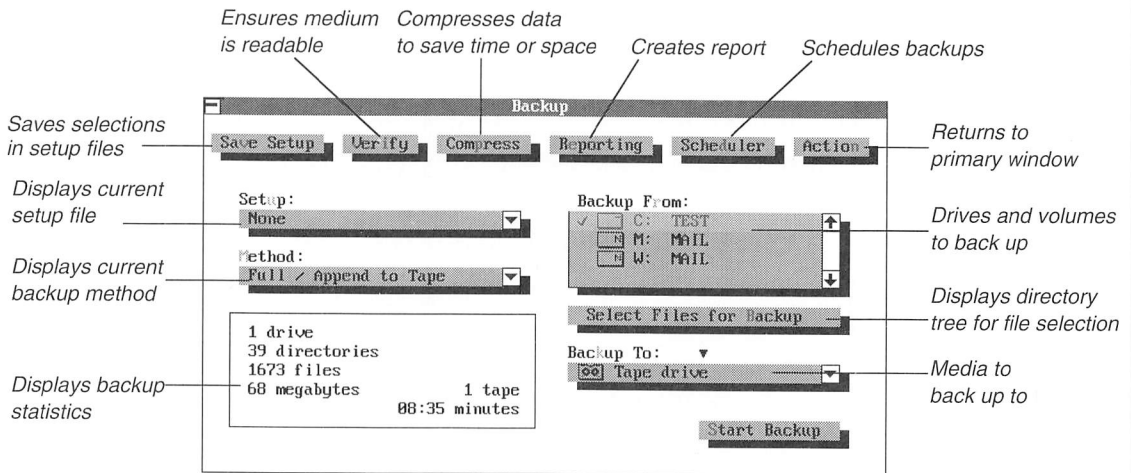 Ensures medium
is readable
Compresses data
to save time or space
Creates report
Schedules backups
Backup
Saves selections
in setup files
Save Setup
Verify
Compress
Reporting
Scheduler
Action
Returns to
primary window
Displays current
setup file
Setup:
None
Backup From:
C: TEST
N M: MAIL
N W: MAIL
Drives and volumes
to back up
Displays current
backup method
Method:
Full / Append to Tape
Select Files for Backup
Displays directory
tree for file selection
Displays backup
statistics
1 drive
39 directories
1673 files
68 megabytes 1 tape
08:35 minutes
Backup To:
Tape drive
Media to
back up to
Start Backup